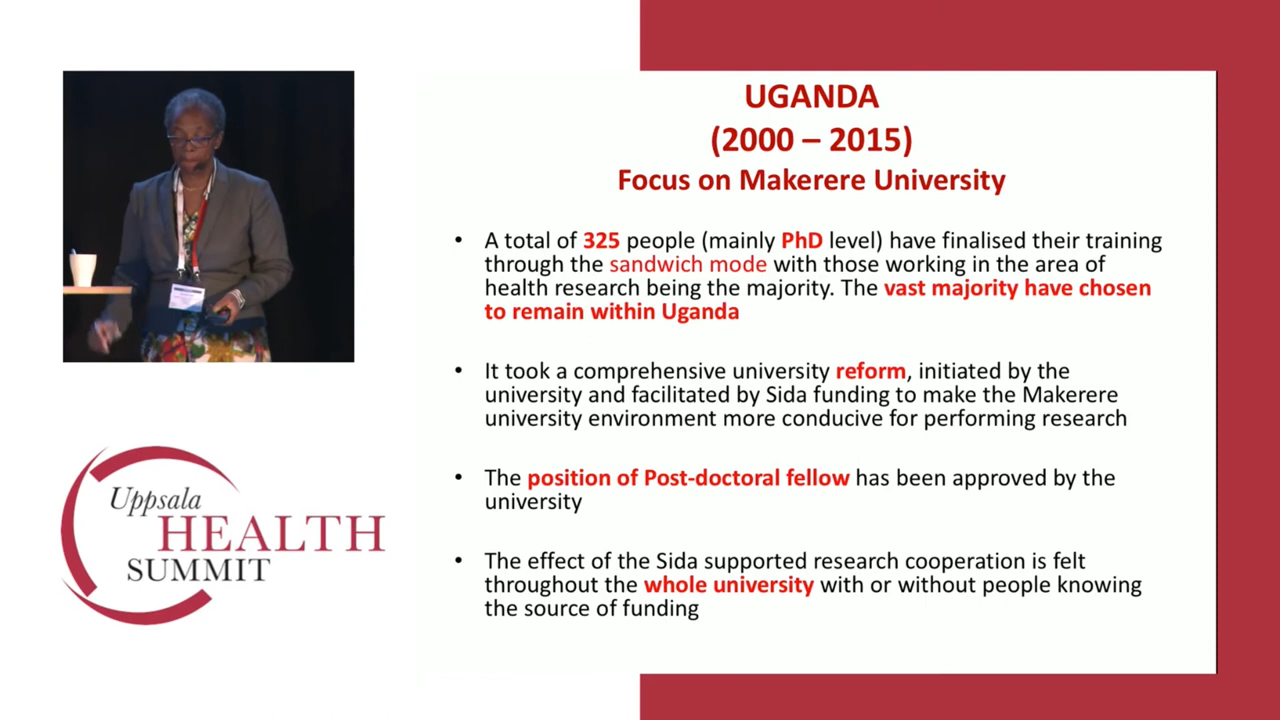 UGANDA
(2000 – 2015)
Focus on Makerere University
• A total of 325 people (mainly PhD level) have finalised their training
through the sandwich mode with those working in the area of
health research being the majority. The vast majority have chosen
to remain within Uganda
• It took a comprehensive university reform, initiated by the
university and facilitated by Sida funding to make the Makerere
university environment more conducive for performing research
• The position of Post-doctoral fellow has been approved by the
university
• The effect of the Sida supported research cooperation is felt
throughout the whole university with or without people knowing
the source of funding
Uppsala
HEALTH
SUMMIT